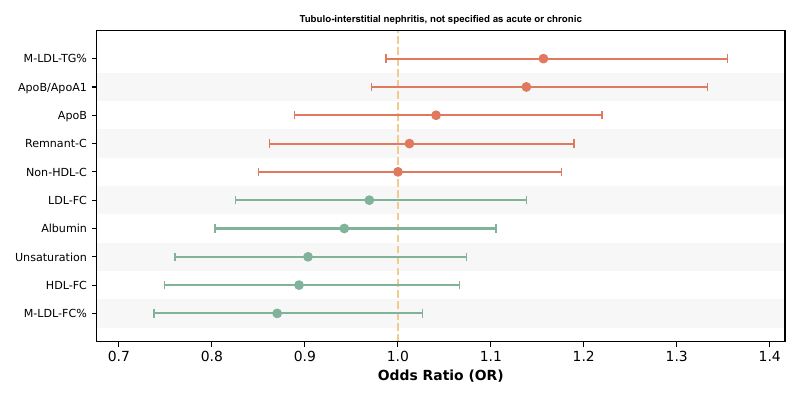 Tubulo-interstitial nephritis, not specified as acute or chronic
M-LDL-TG%
ApoB/ApoA1
ApoB
Remnant-C
Non-HDL-C
LDL-FC
Albumin
Unsaturation
HDL-FC
M-LDL-FC%
0.7 0.8 0.9 1.0 1.1 1.2 1.3 1.4
Odds Ratio (OR)